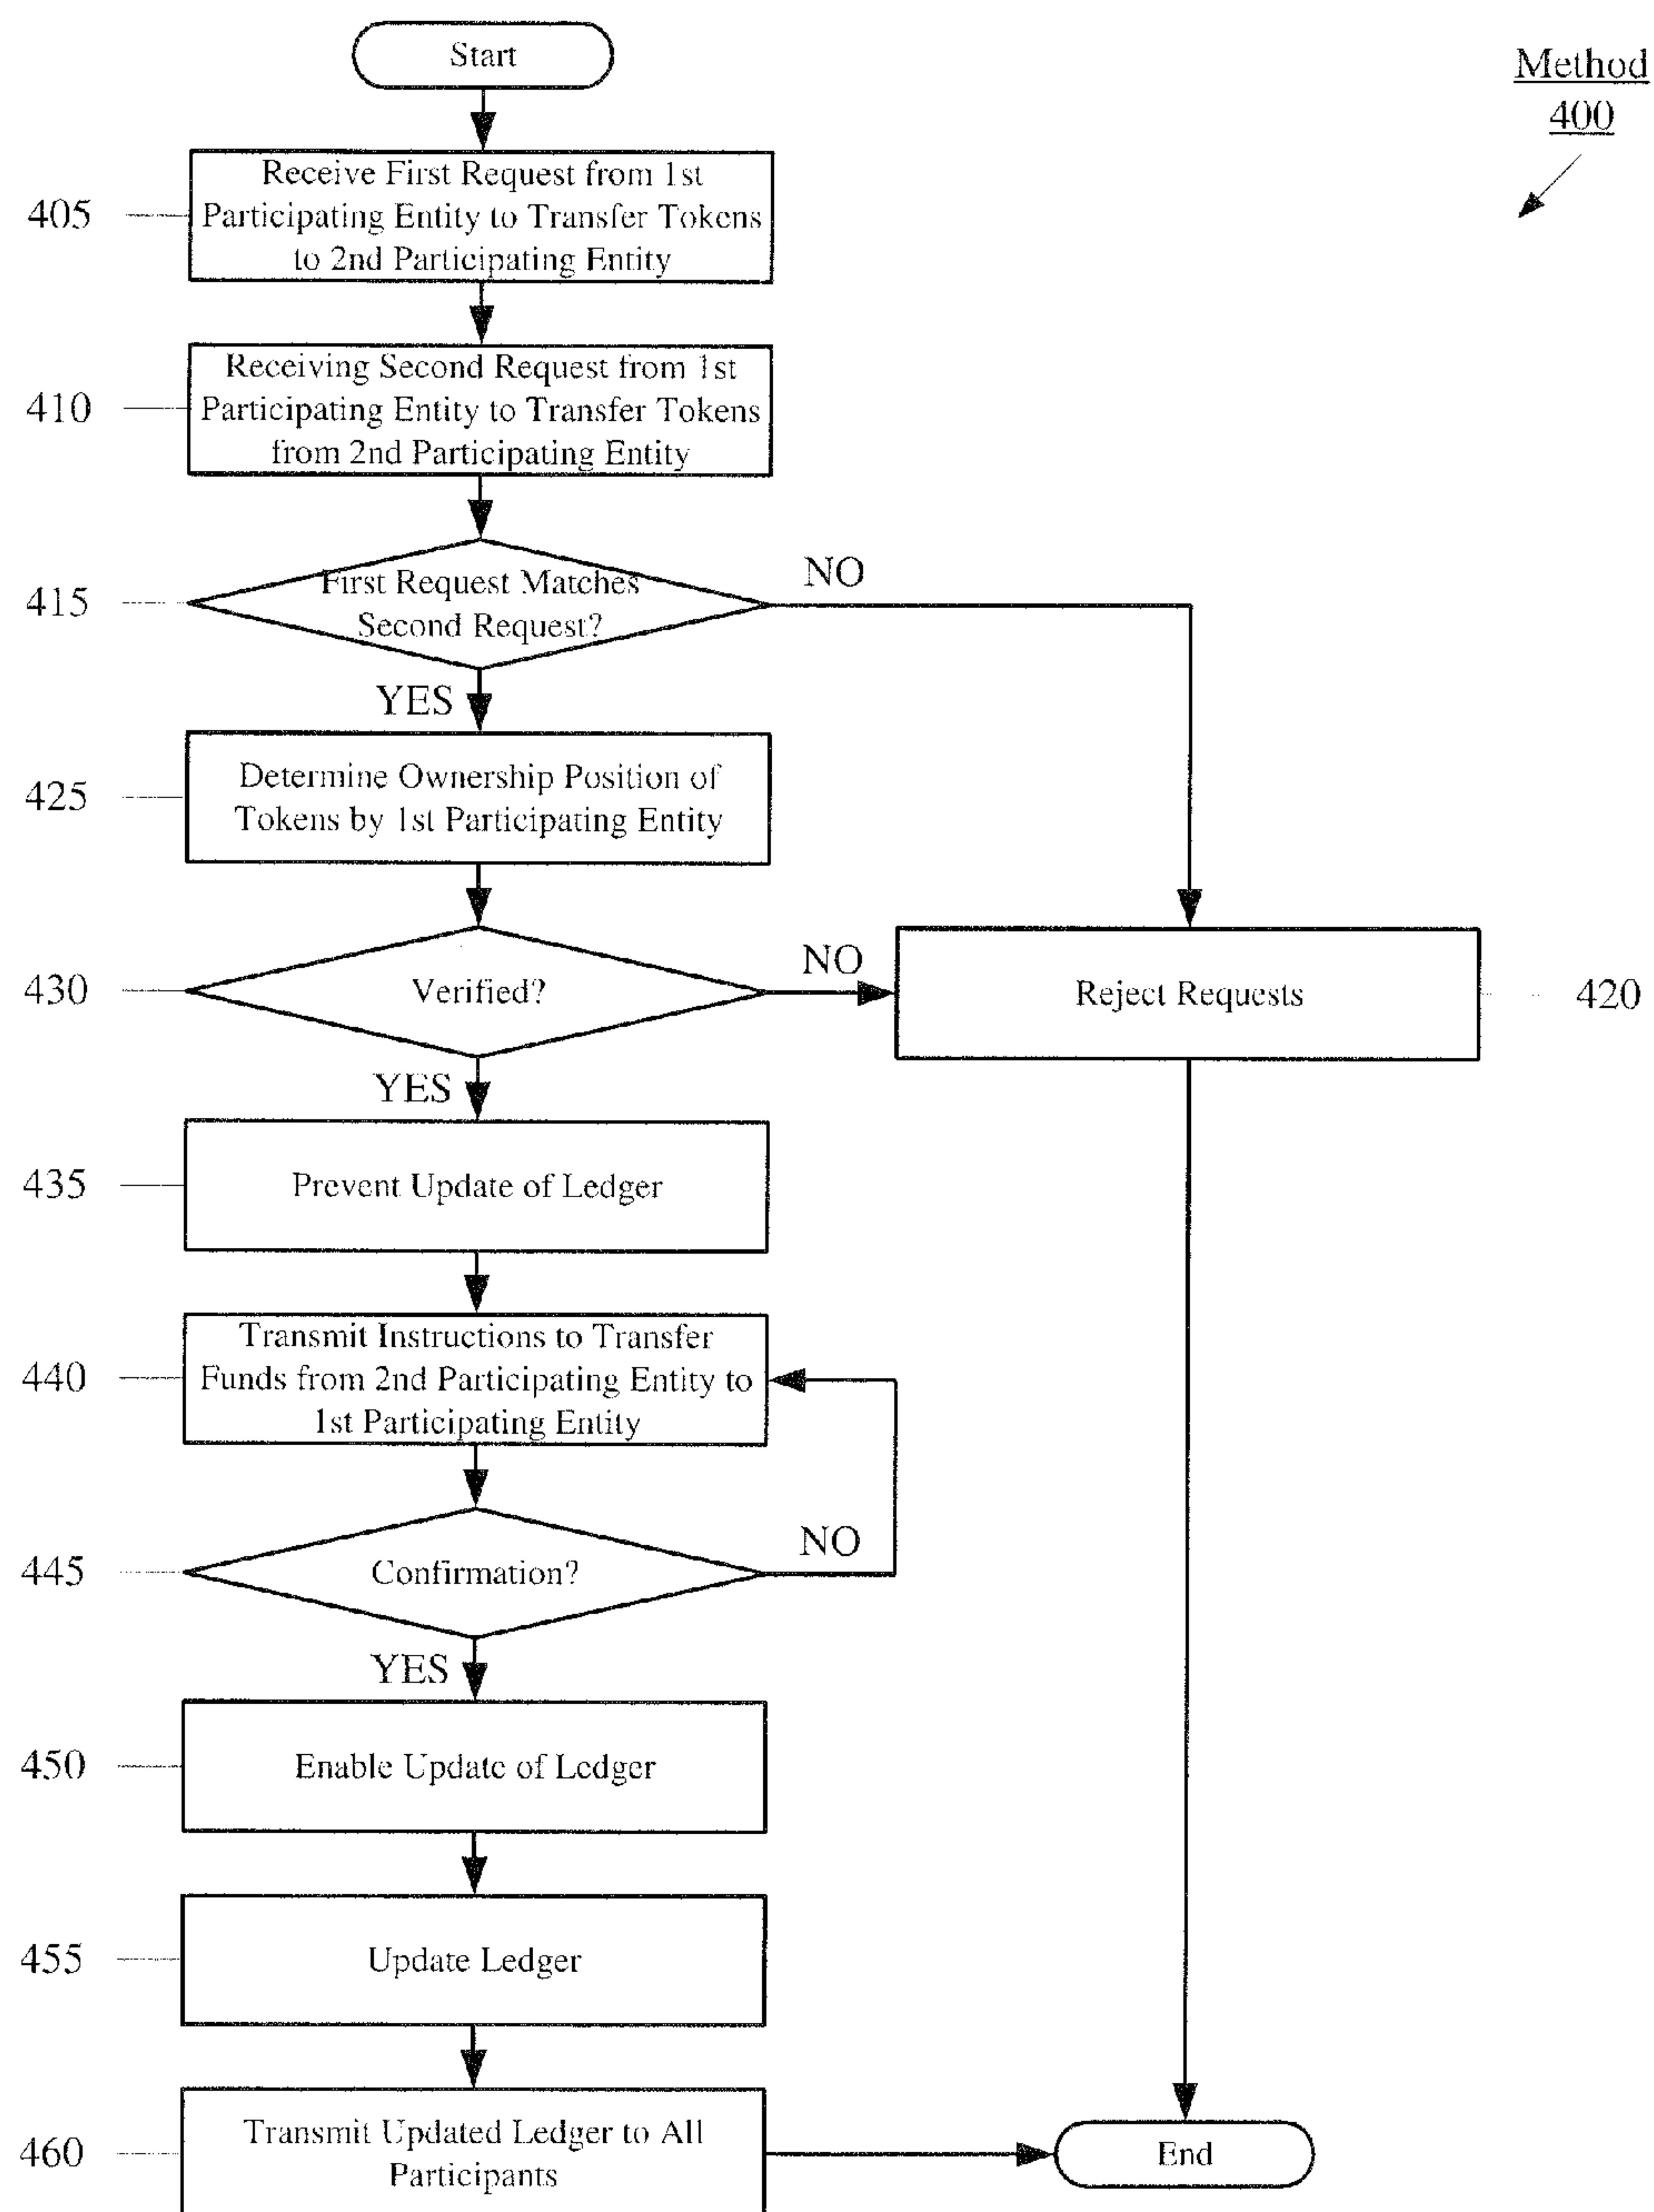 Start
Method
400
405
Receive First Request from 1st
Participating Entity to Transfer Tokens
to 2nd Participating Entity
410
Receiving Second Request from 1st
Participating Entity to Transfer Tokens
from 2nd Participating Entity
415
First Request Matches
Second Request?
NO
YES
425
Determine Ownership Position of
Tokens by 1st Participating Entity
430
Verified?
NO
Reject Requests
420
YES
435
Prevent Update of Ledger
440
Transmit Instructions to Transfer
Funds from 2nd Participating Entity to
1st Participating Entity
445
Confirmation?
NO
YES
450
Enable Update of Ledger
455
Update Ledger
460
Transmit Updated Ledger to All
Participants
End